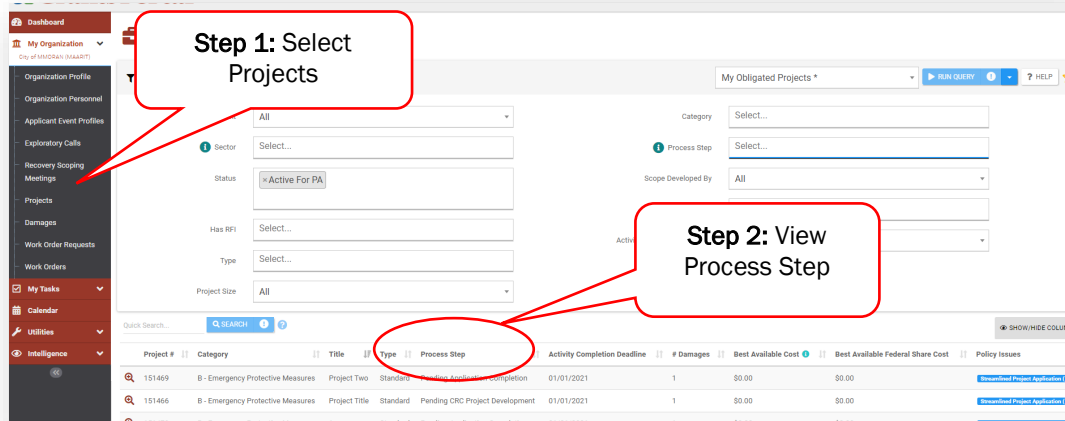 Dashboard
My Organization
City of MMDRAN (MAARIT)
Organization Profile
Organization Personnel
Applicant Event Profiles
Exploratory Calls
Recovery Scoping
Meetings
Projects
Damages
Work Order Requests
Work Orders
My Tasks
Calendar
Utilities
Intelligence
Step 1: Select
Projects
My Obligated Projects *
RUN QUERY
? HELP
All
Category
Select...
Sector
Select...
Process Step
Select...
Status
×Active For PA
Scope Developed By
All
Has RFI
Select...
Type
Select...
Project Size
All
Step 2: View
Process Step
Quick Search...
SEARCH
SHOW/HIDE COLUM
Project # Category Title Type Process Step Activity Completion Deadline # Damages Best Available Cost Best Available Federal Share Cost Policy Issues
151469 B - Emergency Protective Measures Project Two Standard Pending Application Completion 01/01/2021 1 $0.00 $0.00 Streamlined Project Application
151466 B - Emergency Protective Measures Project Title Standard Pending CRC Project Development 01/01/2021 1 $0.00 $0.00 Streamlined Project Application